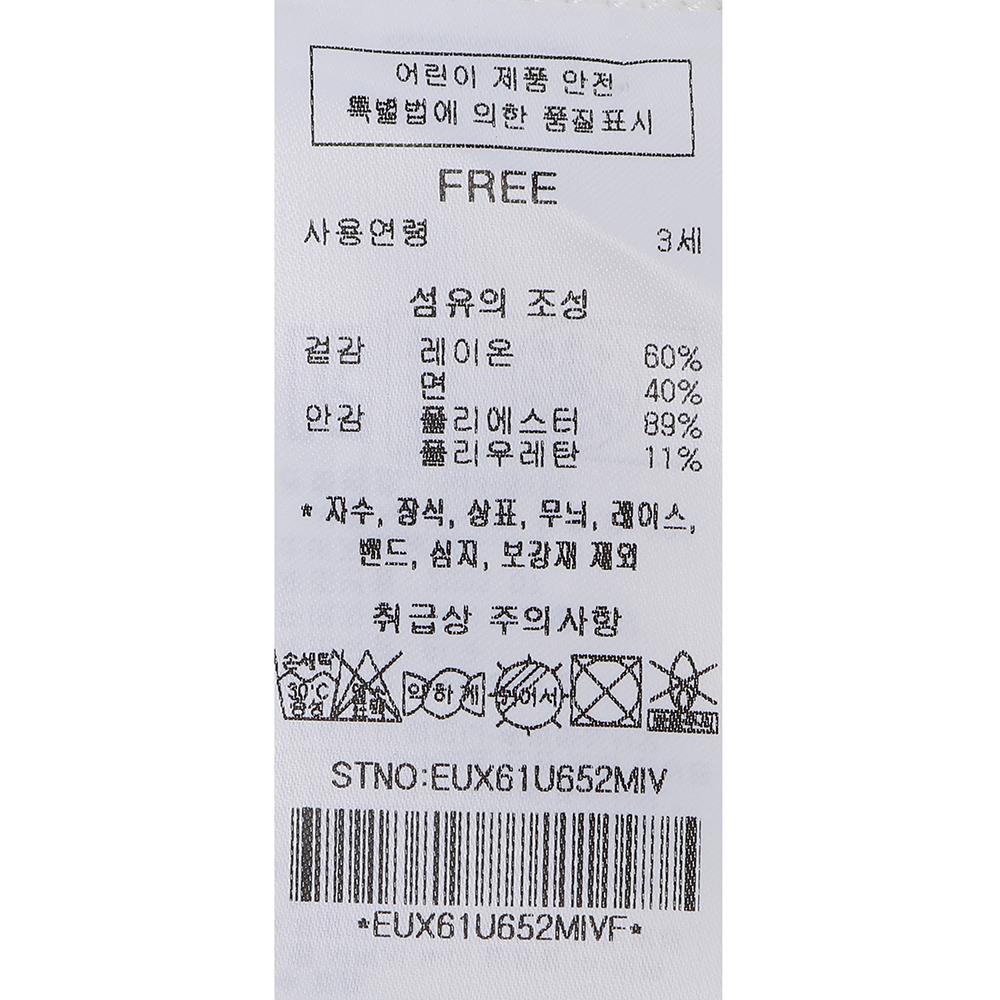 어린이 제품 안전
특별법에 의한 품질표시
FREE
사용연령 3세
섬유의 조성
겉감 레이온 60%
면 40%
안감 폴리에스터 89%
폴리우레탄 11%
* 자수, 장식, 상표, 무늬, 레이스,
밴드, 심지, 보강재 제외
취급상 주의사항
손세탁
30°C
중성
염소
표백
약하게
뉘어서
STNO:EUX61U652MIV
*EUX61U652MIVF*